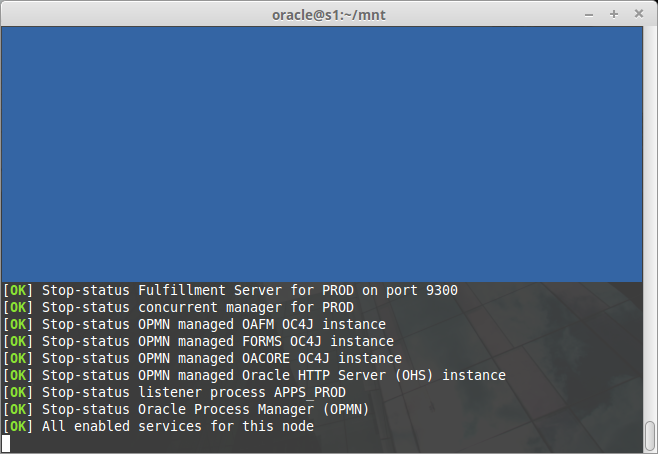 oracle@s1:~/mnt
[OK] Stop-status Fulfillment Server for PROD on port 9300
[OK] Stop-status concurrent manager for PROD
[OK] Stop-status OPMN managed OAFM OC4J instance
[OK] Stop-status OPMN managed FORMS OC4J instance
[OK] Stop-status OPMN managed OACORE OC4J instance
[OK] Stop-status OPMN managed Oracle HTTP Server (OHS) instance
[OK] Stop-status listener process APPS_PROD
[OK] Stop-status Oracle Process Manager (OPMN)
[OK] All enabled services for this node